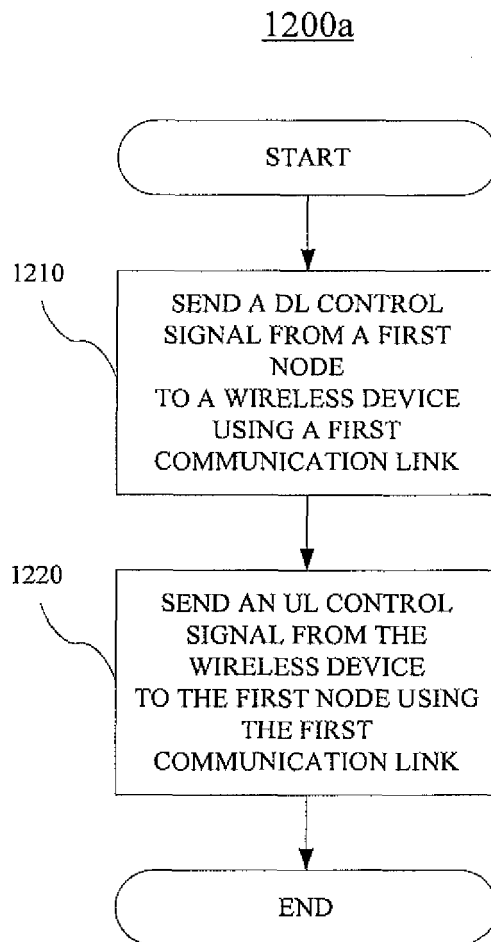 1200a
START
1210
SEND A DL CONTROL
SIGNAL FROM A FIRST
NODE
TO A WIRELESS DEVICE
USING A FIRST
COMMUNICATION LINK
1220
SEND AN UL CONTROL
SIGNAL FROM THE
WIRELESS DEVICE
TO THE FIRST NODE USING
THE FIRST
COMMUNICATION LINK
END